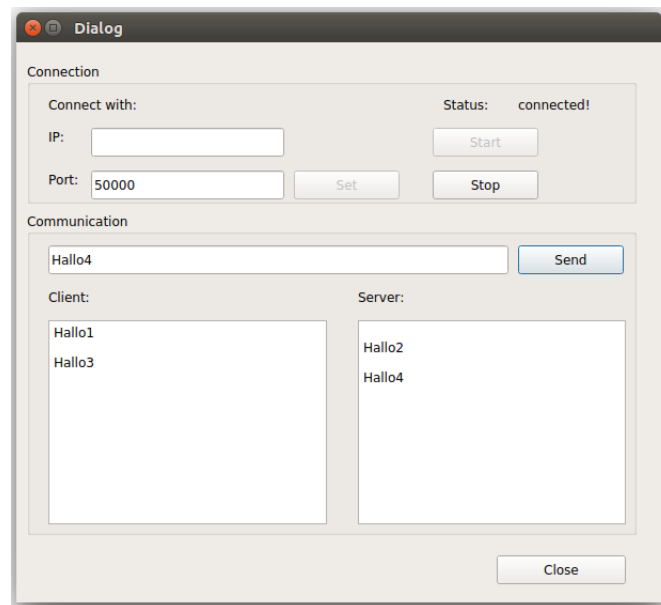 Dialog
Connection
Connect with:
Status: connected!
IP:
Start
Port: 50000 Set Stop
Communication
Hallo4 Send
Client: Server:
Hallo1
Hallo2
Hallo3
Hallo4
Close